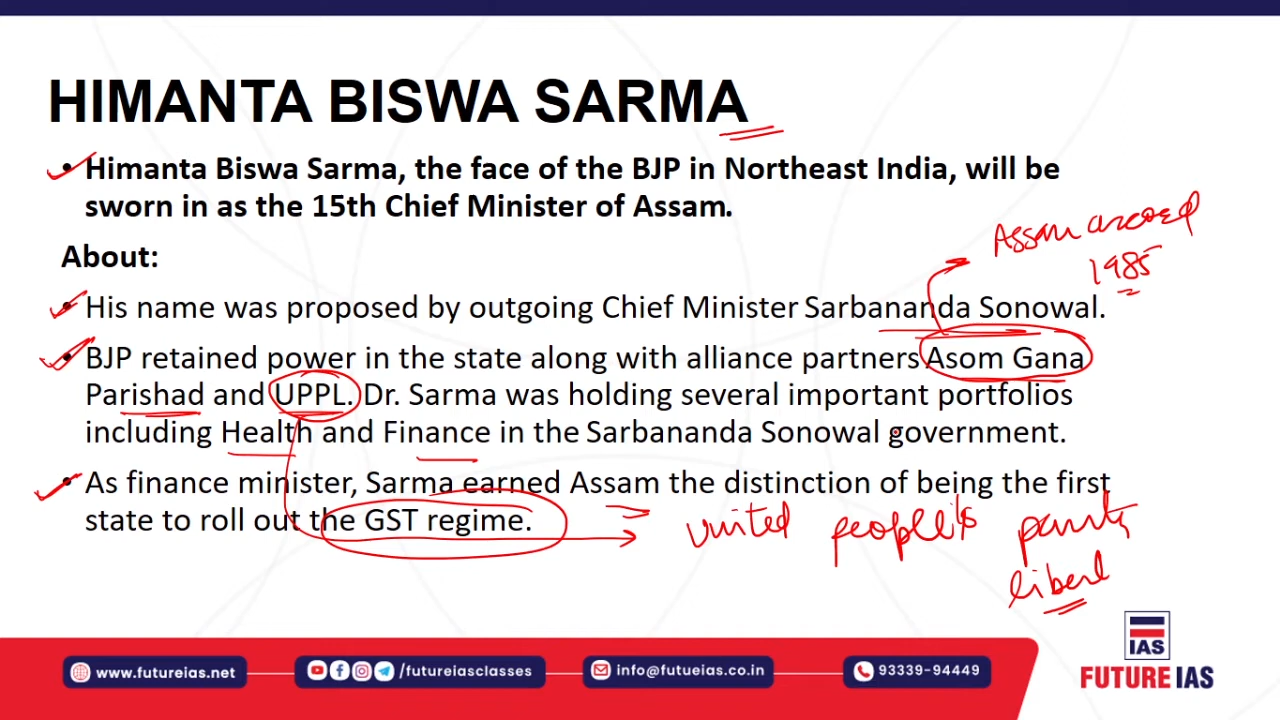 HIMANTA BISWA SARMA
• Himanta Biswa Sarma, the face of the BJP in Northeast India, will be
sworn in as the 15th Chief Minister of Assam.
About:
Assam accord
1985
• His name was proposed by outgoing Chief Minister Sarbananda Sonowal.
• BJP retained power in the state along with alliance partners Asom Gana
Parishad and UPPL. Dr. Sarma was holding several important portfolios
including Health and Finance in the Sarbananda Sonowal government.
• As finance minister, Sarma earned Assam the distinction of being the first
state to roll out the GST regime.
united people's party
liberl
IAS
FUTURE IAS
www.futureias.net
/futureiasclasses
info@futueias.co.in
93339-94449